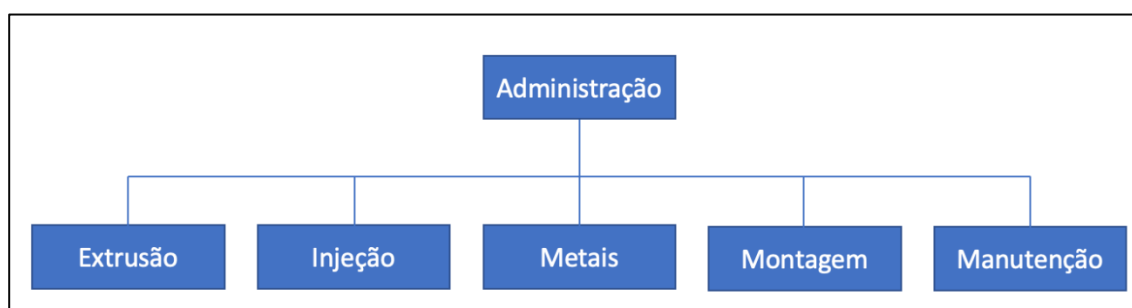 Administração
Extrusão
Injeção
Metais
Montagem
Manutenção